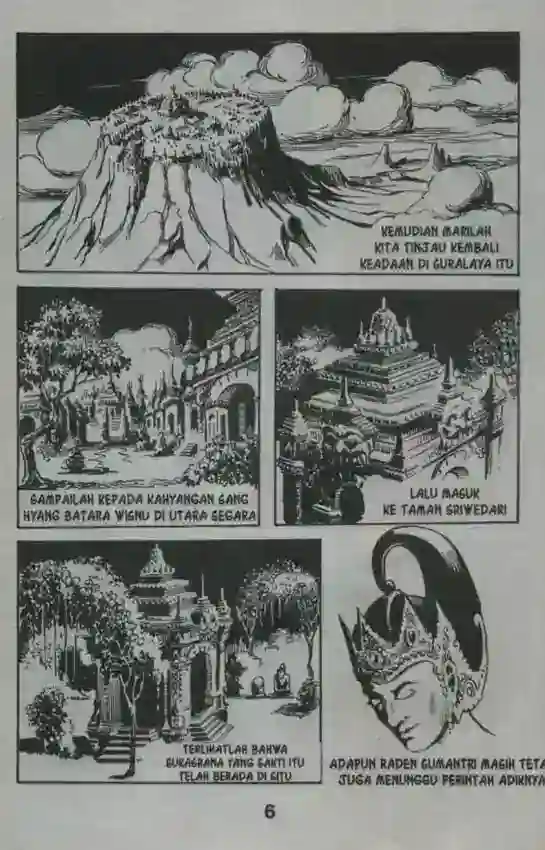 KEMUDIAN MARILAH
KITA TINJAU KEMBALI
KEADAAN DI GURALAYA ITU
SAMPAILAH KEPADA KAHYANGAN SANG
HYANG BATARA WISNU DI UTARA SEGARA
LALU MASUK
KE TAMAN SRIWEDARI
TERLIHATLAH BAHWA
SUKASRANA YANG SAKTI ITU
TELAH BERADA DI SITU
ADAPUN RADEN SUMANTRI MASIH TETA
JUGA MENUNGGU PERINTAH ADIKNYA
6